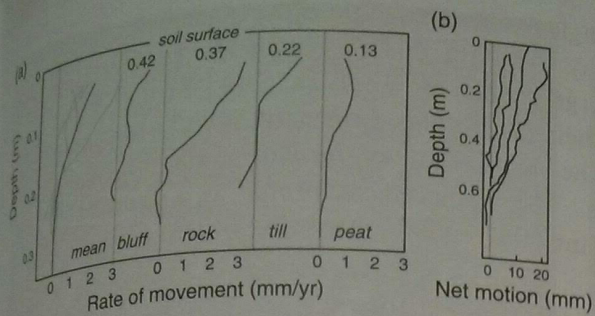 (a)
soil surface
0.42 0.37 0.22 0.13
0
0.1
0.2
0.3
Depth (m)
mean bluff rock till peat
0 1 2 3 0 1 2 3 0 1 2 3
Rate of movement (mm/yr)
(b)
0
0.2
0.4
0.6
Depth (m)
0 10 20
Net motion (mm)